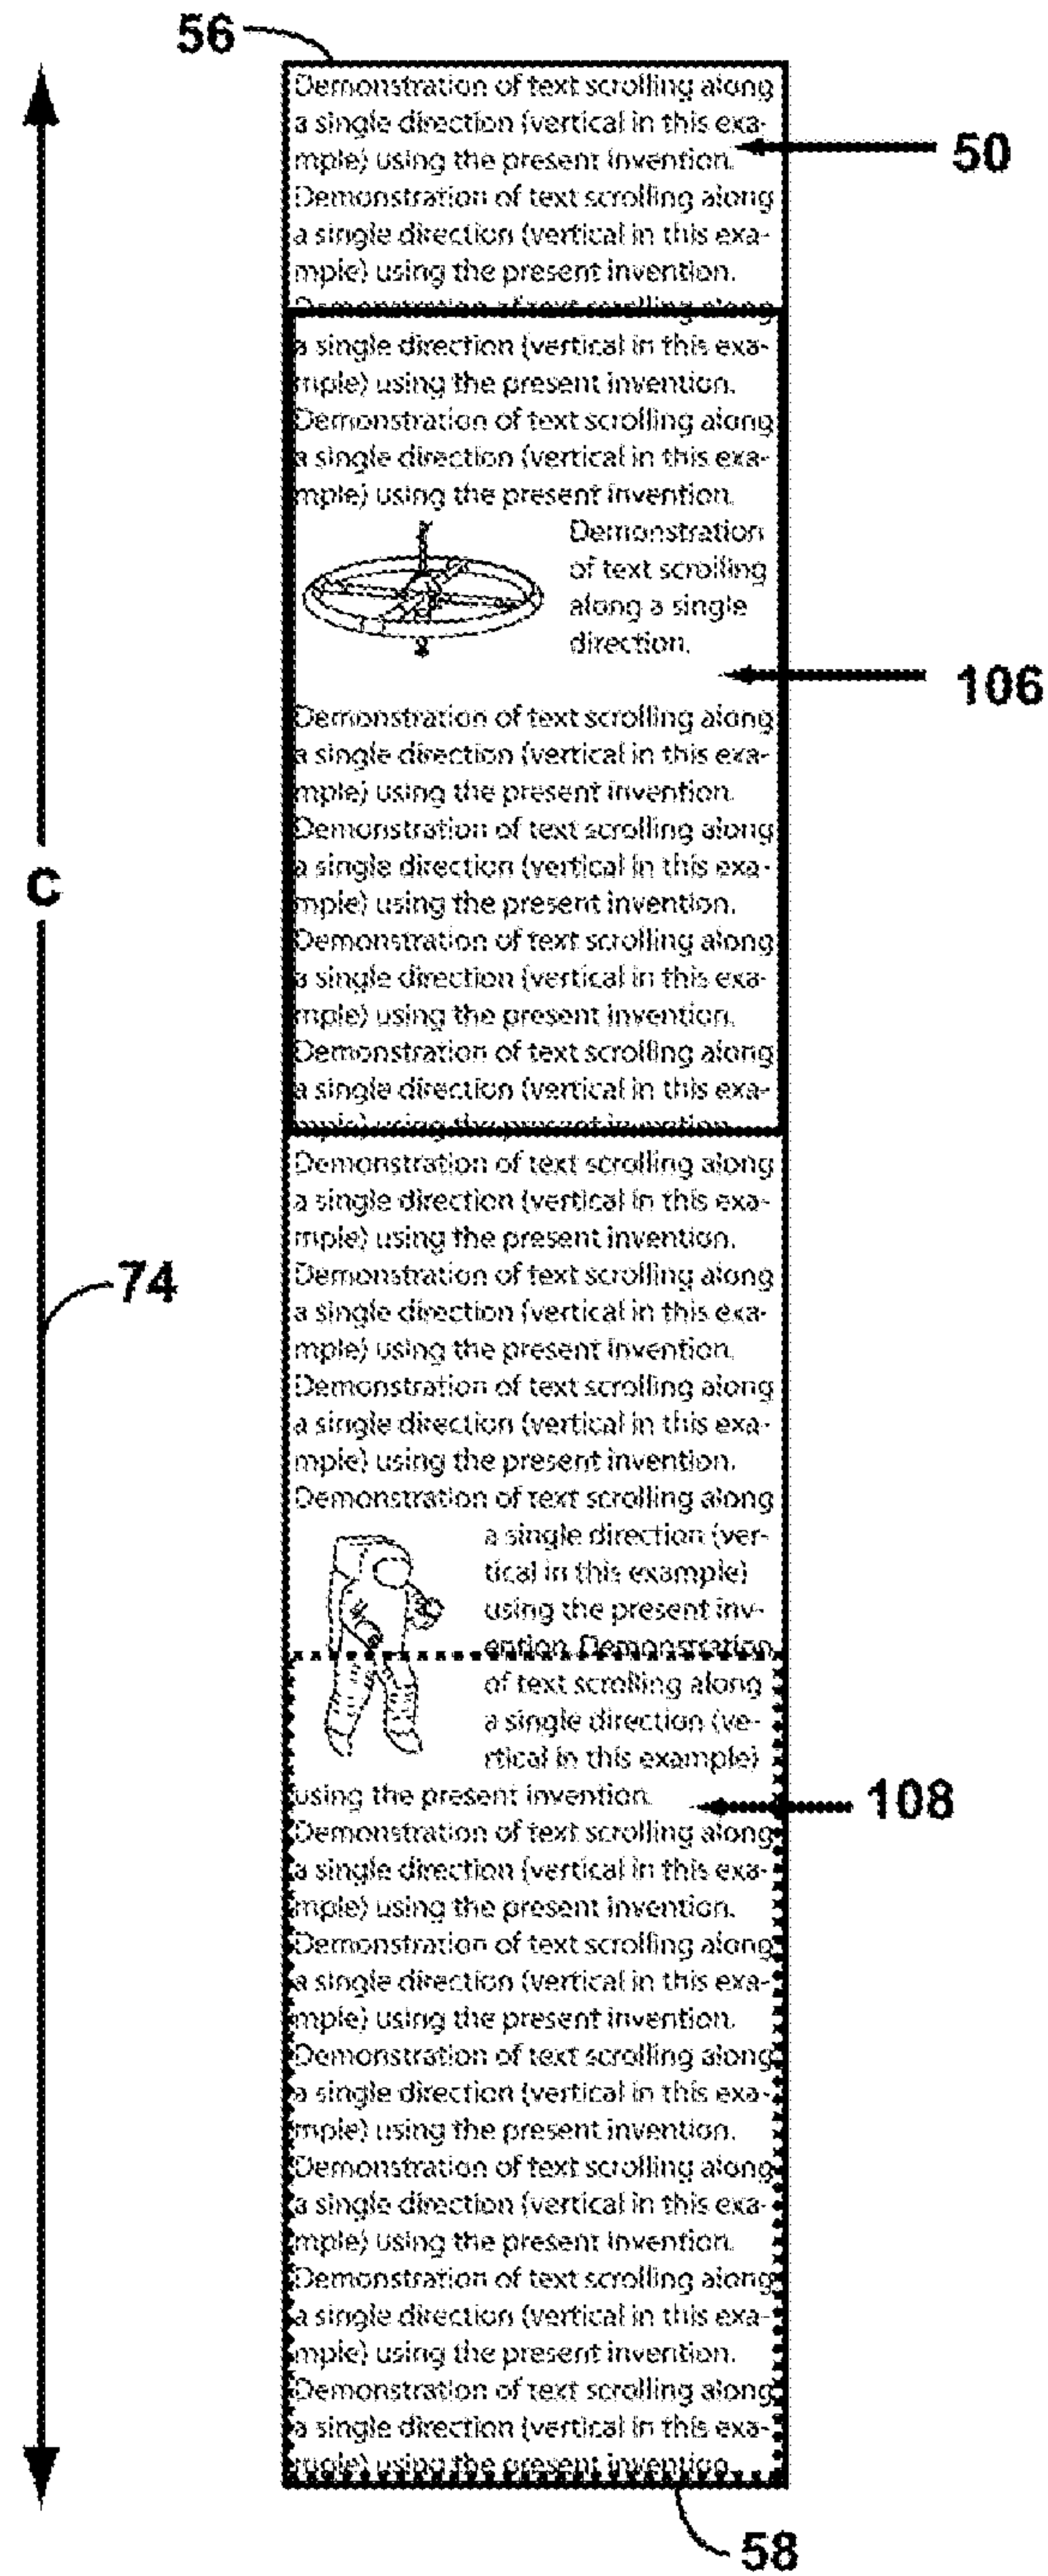 56
Demonstration of text scrolling along
a single direction (vertical in this exa-
mple) using the present invention.
50
Demonstration of text scrolling along
a single direction (vertical in this exa-
mple) using the present invention.
Demonstration of text scrolling along
a single direction (vertical in this exa-
mple) using the present invention.
Demonstration of text scrolling along
a single direction (vertical in this exa-
mple) using the present invention.
Demonstration
of text scrolling
along a single
direction.
106
Demonstration of text scrolling along
a single direction (vertical in this exa-
mple) using the present invention.
Demonstration of text scrolling along
a single direction (vertical in this exa-
C
mple) using the present invention.
Demonstration of text scrolling along
a single direction (vertical in this exa-
mple) using the present invention.
Demonstration of text scrolling along
a single direction (vertical in this exa-
mple) using the present invention.
Demonstration of text scrolling along
a single direction (vertical in this exa-
mple) using the present invention.
74
Demonstration of text scrolling along
a single direction (vertical in this exa-
mple) using the present invention.
Demonstration of text scrolling along
a single direction (vertical in this exa-
mple) using the present invention.
Demonstration of text scrolling along
a single direction (ver-
tical in this example)
using the present inv-
ention. Demonstration
of text scrolling along
a single direction (ve-
rtical in this example)
using the present invention.
108
Demonstration of text scrolling along
a single direction (vertical in this exa-
mple) using the present invention.
Demonstration of text scrolling along
a single direction (vertical in this exa-
mple) using the present invention.
Demonstration of text scrolling along
a single direction (vertical in this exa-
mple) using the present invention.
Demonstration of text scrolling along
a single direction (vertical in this exa-
mple) using the present invention.
Demonstration of text scrolling along
a single direction (vertical in this exa-
mple) using the present invention.
Demonstration of text scrolling along
a single direction (vertical in this exa-
mple) using the present invention.
58